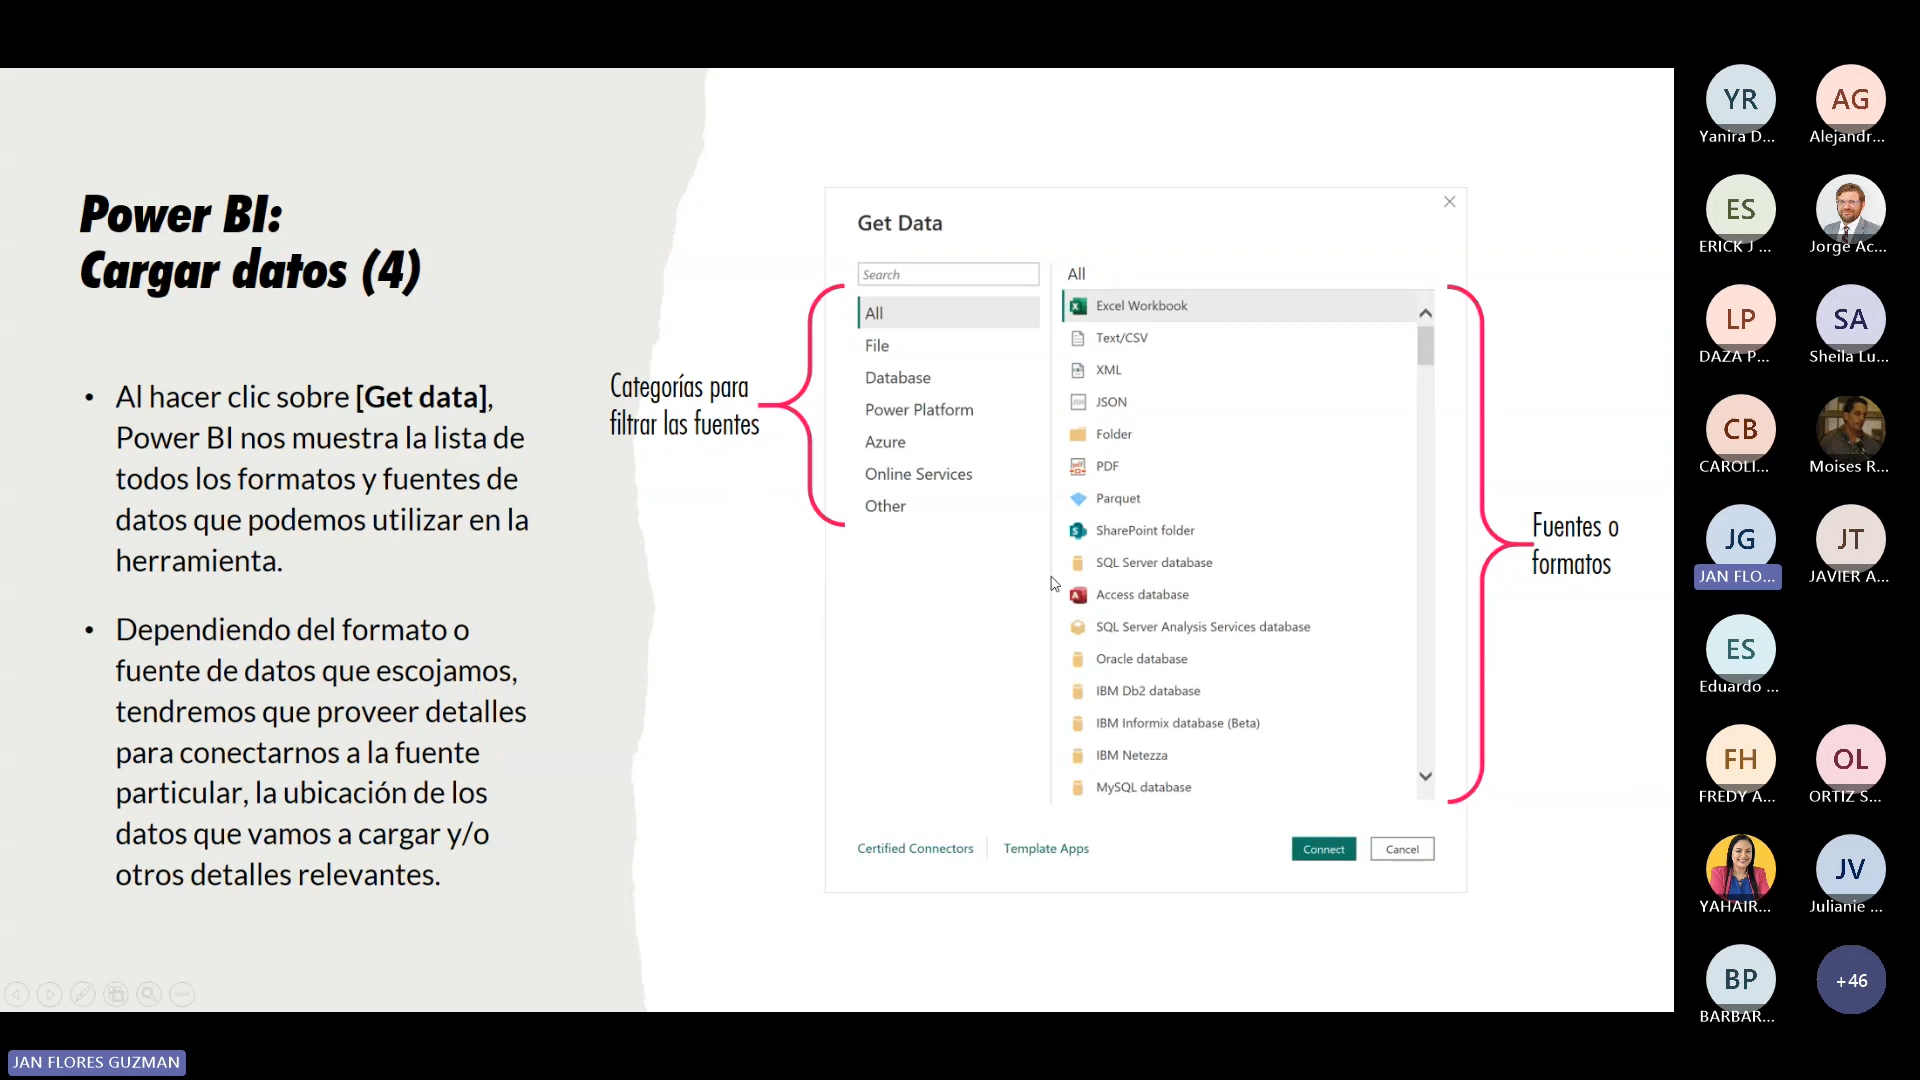 Power BI:
Cargar datos (4)
• Al hacer clic sobre [Get data],
Power BI nos muestra la lista de
todos los formatos y fuentes de
datos que podemos utilizar en la
herramienta.
• Dependiendo del formato o
fuente de datos que escojamos,
tendremos que proveer detalles
para conectarnos a la fuente
particular, la ubicación de los
datos que vamos a cargar y/o
otros detalles relevantes.
Categorías para
filtrar las fuentes
Get Data
Search
All
File
Database
Power Platform
Azure
Online Services
Other
All
Excel Workbook
Text/CSV
XML
JSON
Folder
PDF
Parquet
SharePoint folder
SQL Server database
Access database
SQL Server Analysis Services database
Oracle database
IBM Db2 database
IBM Informix database (Beta)
IBM Netezza
MySQL database
Certified Connectors
Template Apps
Connect
Cancel
Fuentes o
formatos
YR
Yanira D...
AG
Alejandr...
ES
ERICK J ...
Jorge Ac...
LP
DAZA P...
SA
Sheila Lu...
CB
CAROLI...
Moises R...
JG
JAN FLO...
JT
JAVIER A...
ES
Eduardo ...
FH
FREDY A...
OL
ORTIZ S...
YAHAIR...
JV
Julianie ...
BP
BARBAR...
+46
JAN FLORES GUZMAN